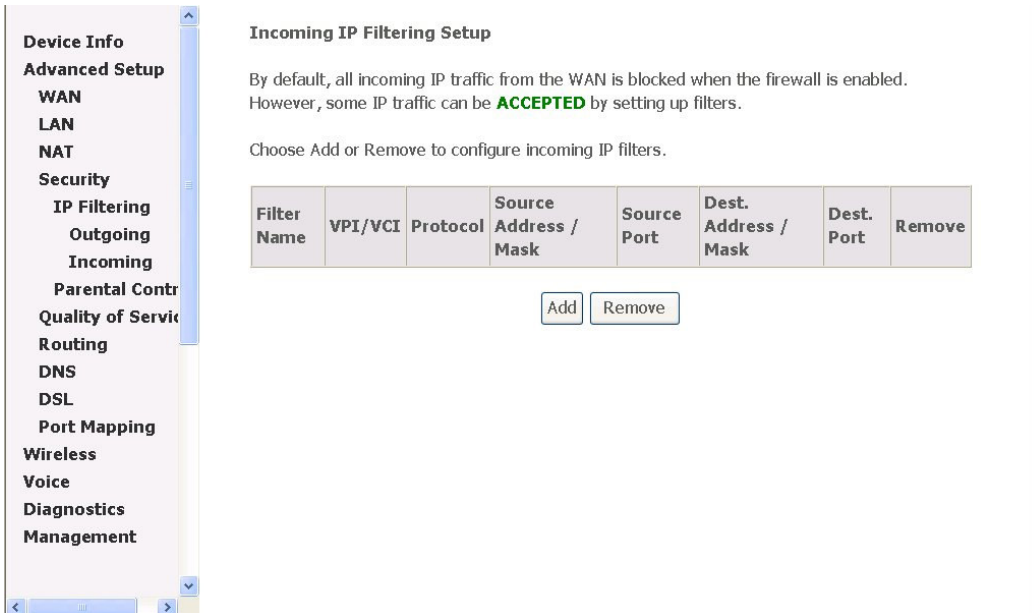 Device Info
Advanced Setup
WAN
LAN
NAT
Security
IP Filtering
Outgoing
Incoming
Parental Contr
Quality of Servic
Routing
DNS
DSL
Port Mapping
Wireless
Voice
Diagnostics
Management
Incoming IP Filtering Setup
By default, all incoming IP traffic from the WAN is blocked when the firewall is enabled.
However, some IP traffic can be ACCEPTED by setting up filters.
Choose Add or Remove to configure incoming IP filters.
Filter Name VPI/VCI Protocol Source Address / Mask Source Port Dest. Address / Mask Dest. Port Remove
Add Remove